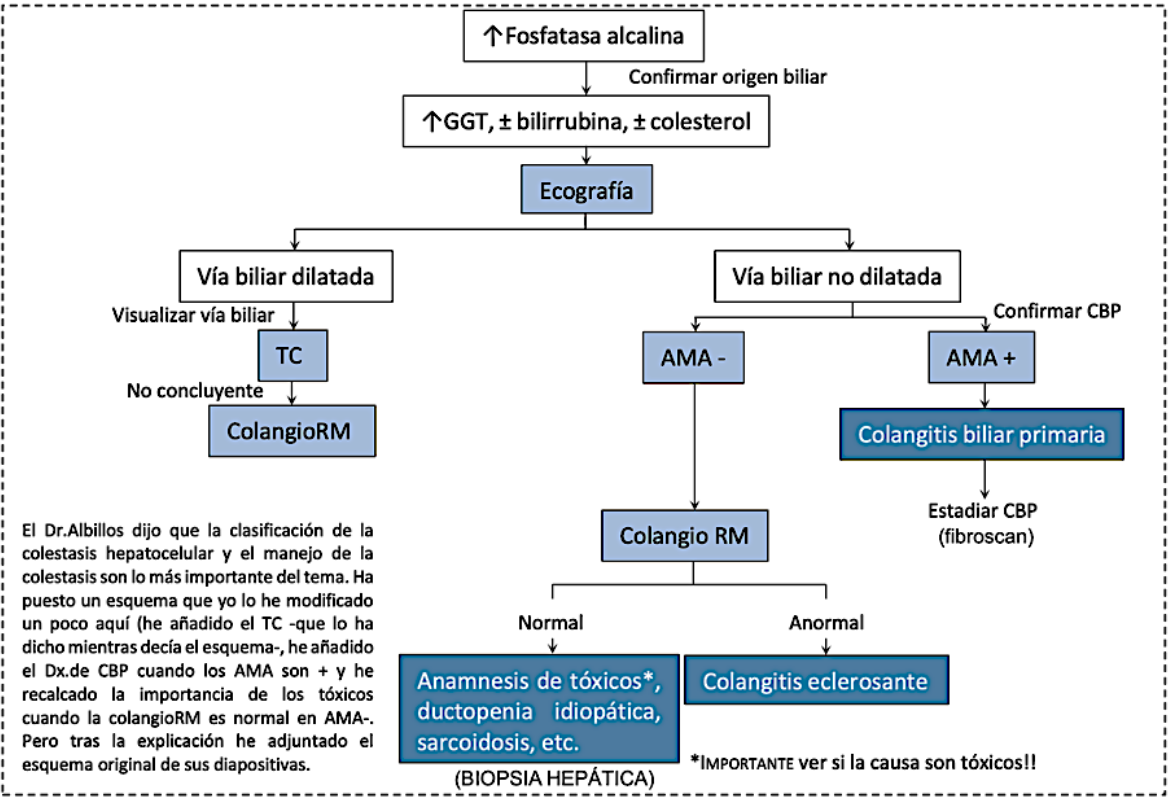 ↑Fosfatasa alcalina
Confirmar origen biliar
↑GGT, ± bilirrubina, ± colesterol
Ecografía
Vía biliar dilatada
Vía biliar no dilatada
Visualizar vía biliar
Confirmar CBP
TC
AMA -
AMA +
No concluyente
ColangioRM
Colangitis biliar primaria
Estadiar CBP
(fibroscan)
Colangio RM
Normal
Anormal
Anamnesis de tóxicos*,
ductopenia idiopática,
sarcoidosis, etc.
Colangitis eclerosante
(BIOPSIA HEPÁTICA)
*IMPORTANTE ver si la causa son tóxicos!!
El Dr.Albillos dijo que la clasificación de la
colestasis hepatocelular y el manejo de la
colestasis son lo más importante del tema. Ha
puesto un esquema que yo lo he modificado
un poco aquí (he añadido el TC -que lo ha
dicho mientras decía el esquema-, he añadido
el Dx.de CBP cuando los AMA son + y he
recalcado la importancia de los tóxicos
cuando la colangioRM es normal en AMA-.
Pero tras la explicación he adjuntado el
esquema original de sus diapositivas.